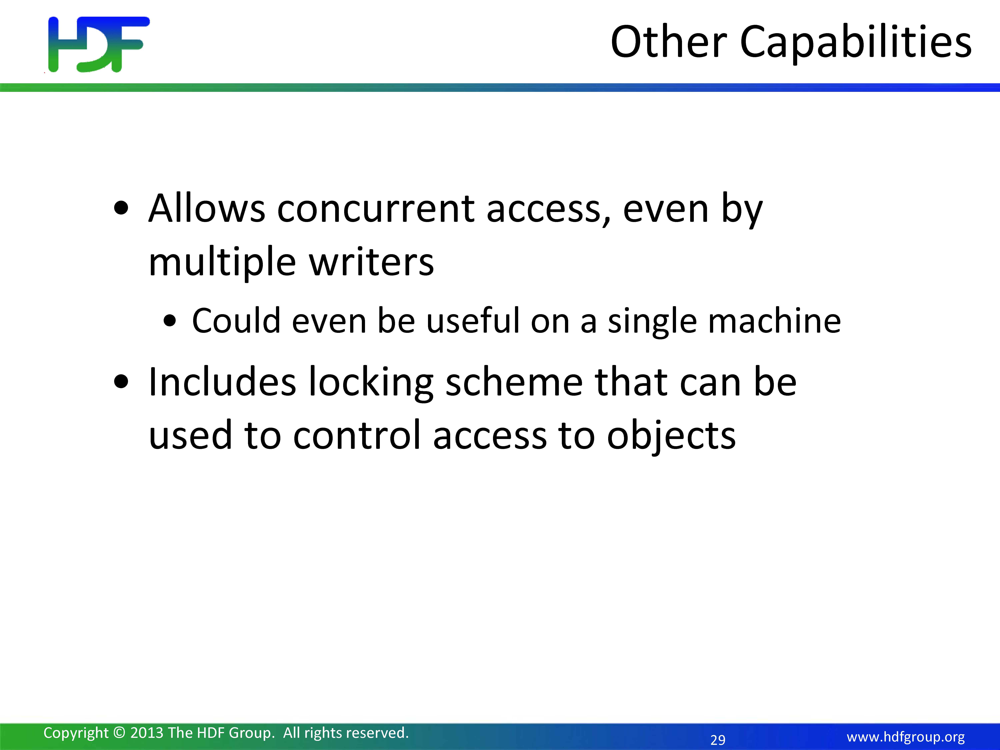 HDF
Other Capabilities
• Allows concurrent access, even by
multiple writers
• Could even be useful on a single machine
• Includes locking scheme that can be
used to control access to objects
Copyright © 2013 The HDF Group.  All rights reserved.
29
www.hdfgroup.org